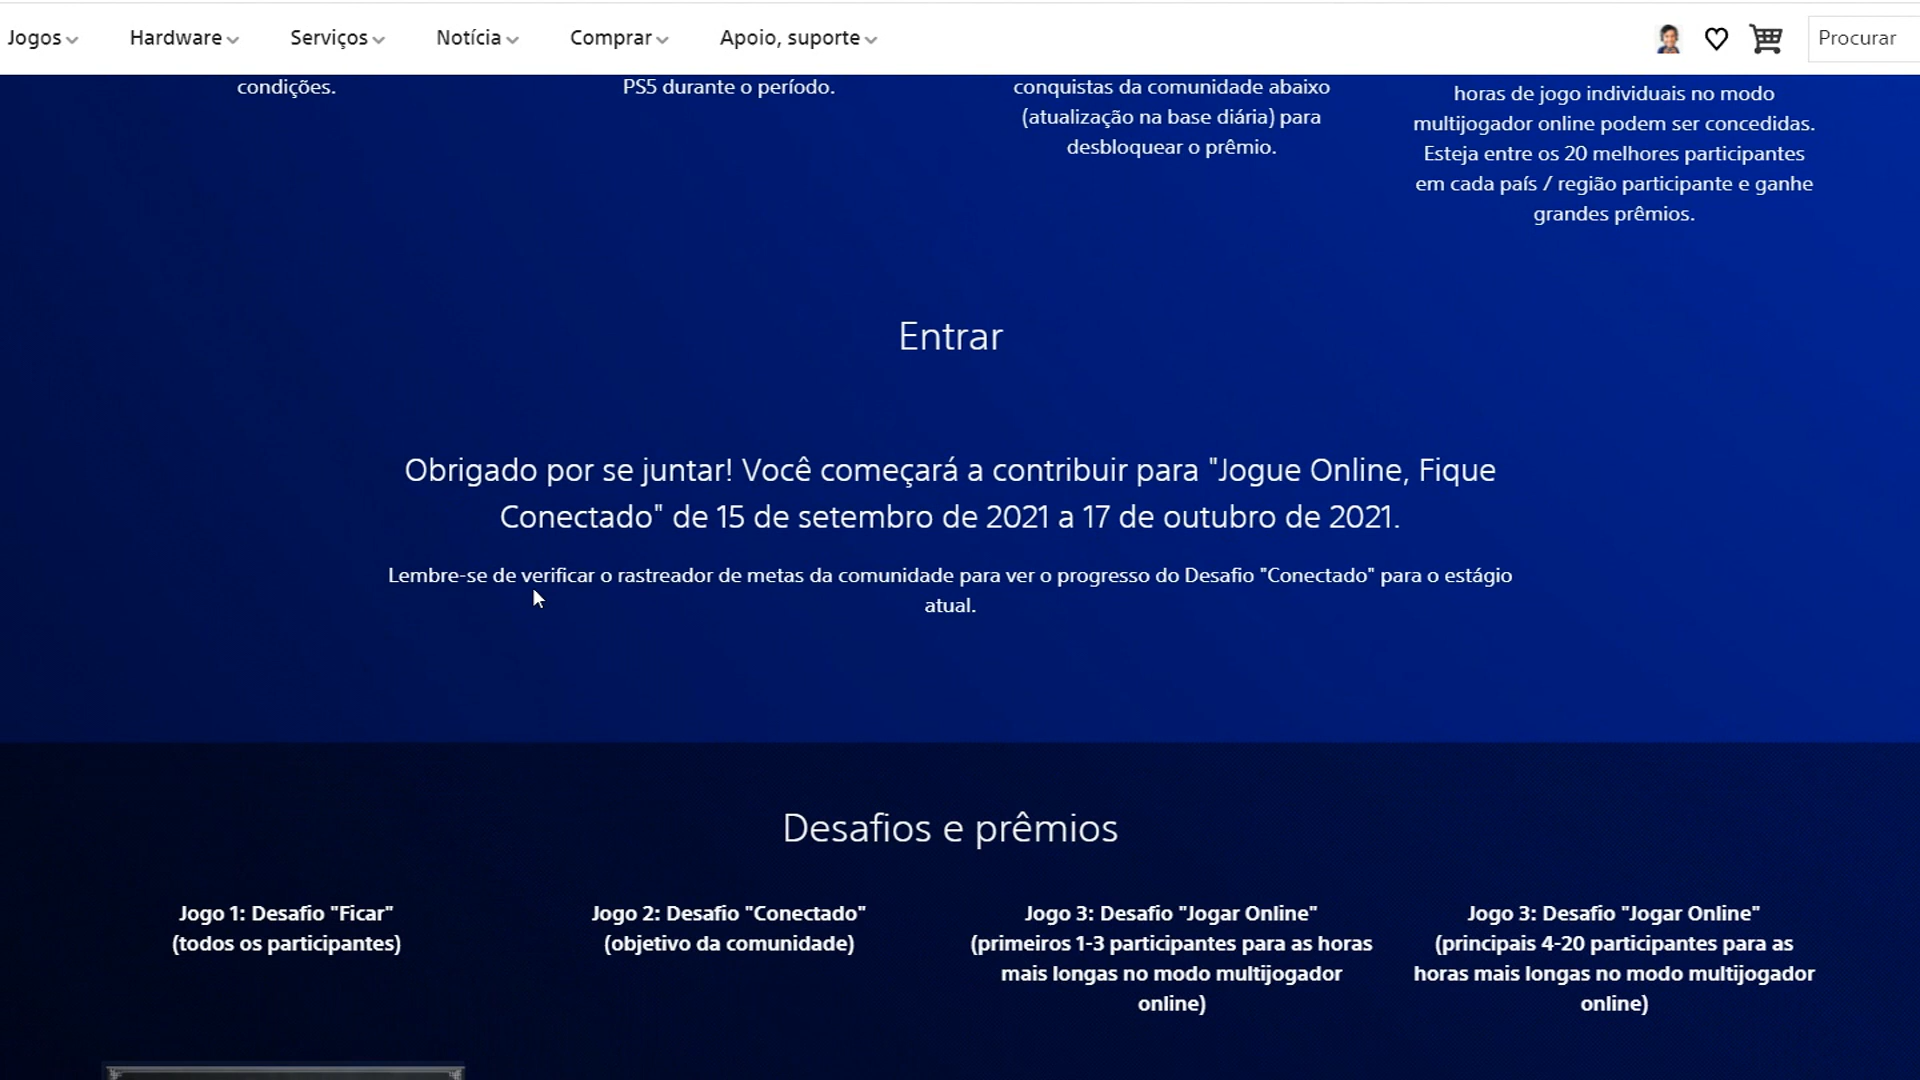 Jogos
Hardware
Serviços
Notícia
Comprar
Apoio, suporte
Procurar
condições.
PS5 durante o período.
conquistas da comunidade abaixo
(atualização na base diária) para
desbloquear o prêmio.
horas de jogo individuais no modo
multijogador online podem ser concedidas.
Esteja entre os 20 melhores participantes
em cada país / região participante e ganhe
grandes prêmios.
Entrar
Obrigado por se juntar! Você começará a contribuir para "Jogue Online, Fique
Conectado" de 15 de setembro de 2021 a 17 de outubro de 2021.
Lembre-se de verificar o rastreador de metas da comunidade para ver o progresso do Desafio "Conectado" para o estágio
atual.
Desafios e prêmios
Jogo 1: Desafio "Ficar"
(todos os participantes)
Jogo 2: Desafio "Conectado"
(objetivo da comunidade)
Jogo 3: Desafio "Jogar Online"
(primeiros 1-3 participantes para as horas
mais longas no modo multijogador
online)
Jogo 3: Desafio "Jogar Online"
(principais 4-20 participantes para as
horas mais longas no modo multijogador
online)